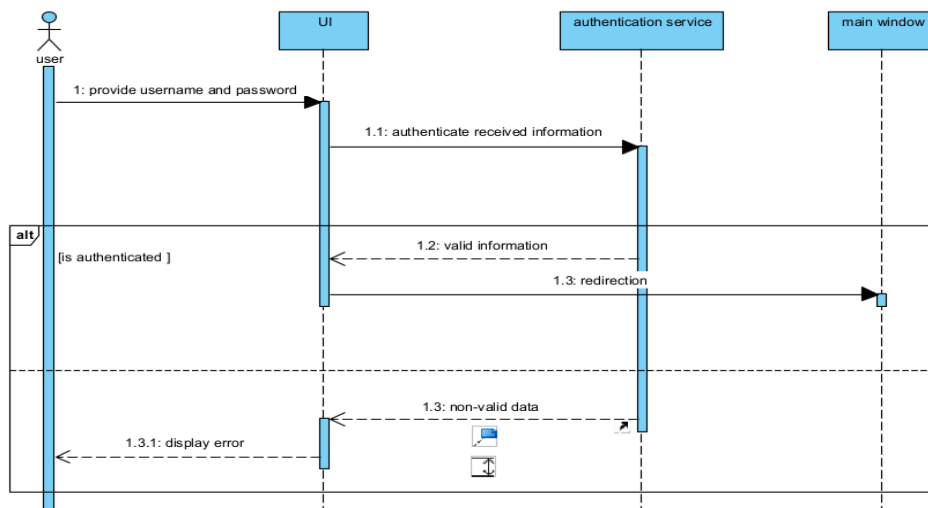 user
UI
authentication service
main window
1: provide username and password
1.1: authenticate received information
alt
[is authenticated ]
1.2: valid information
1.3: redirection
1.3: non-valid data
1.3.1: display error